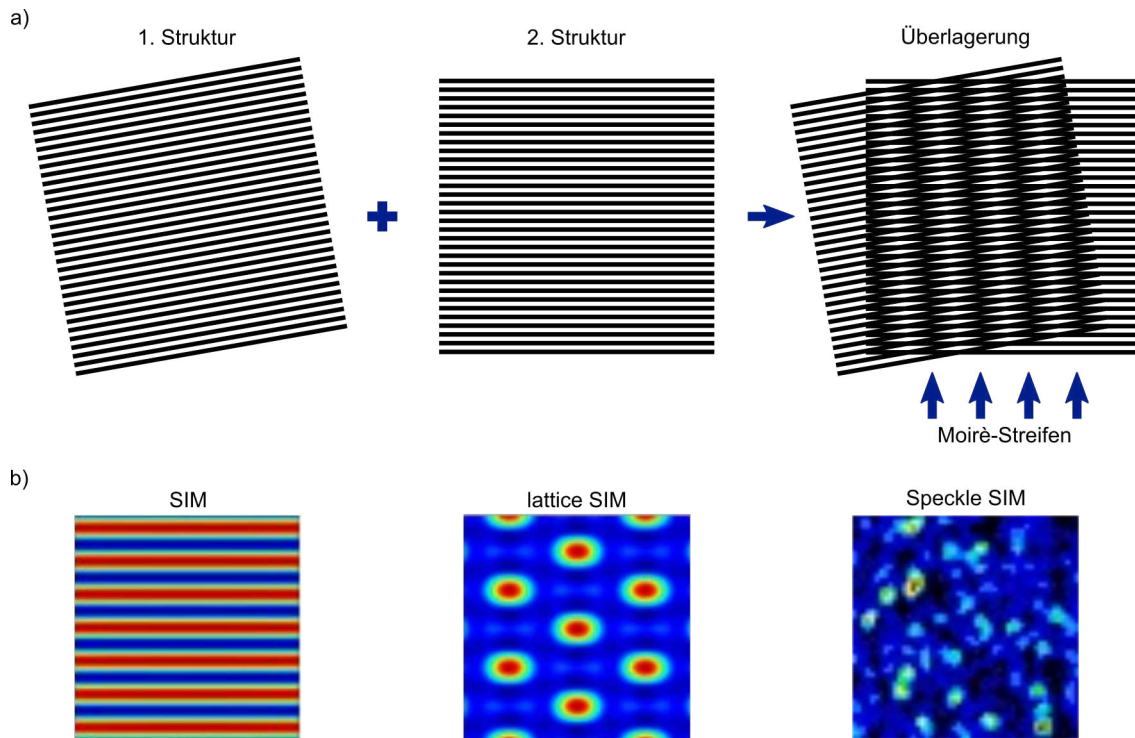 a)
1. Struktur
2. Struktur
Überlagerung
Moirè-Streifen
b)
SIM
lattice SIM
Speckle SIM